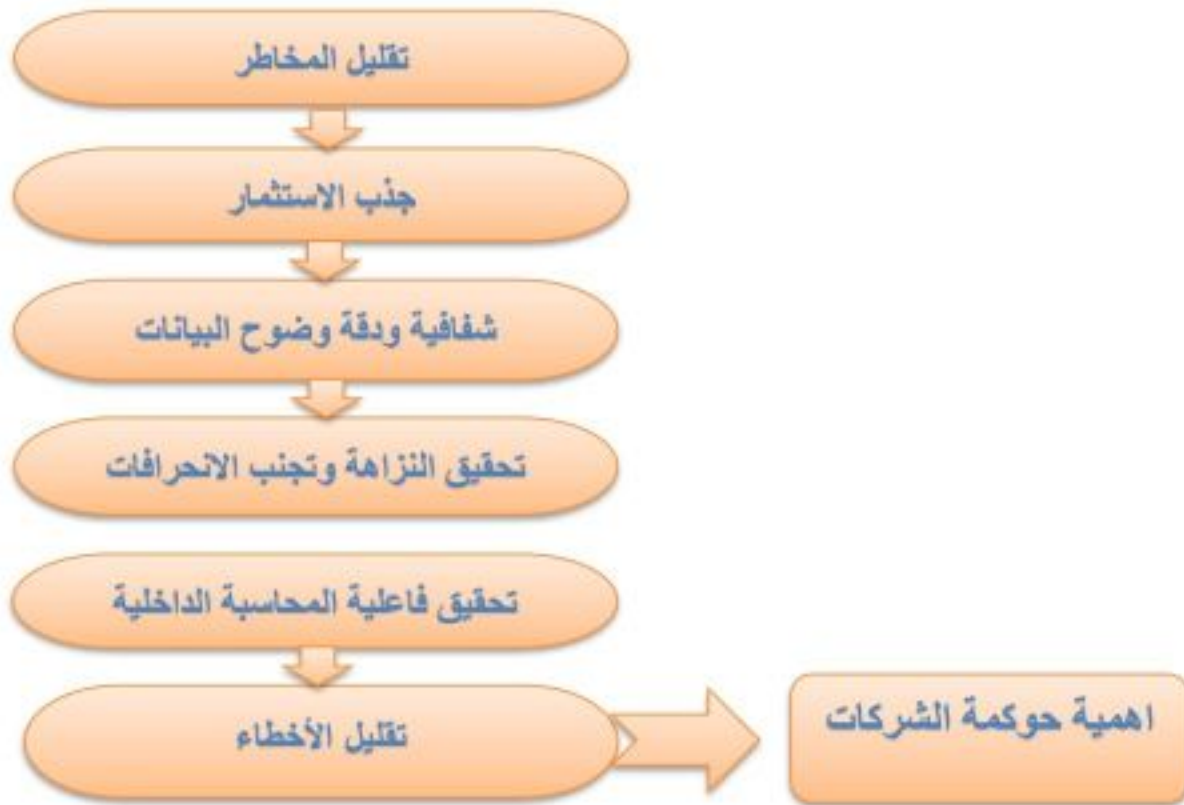 تقليل المخاطر
جذب الاستثمار
شفافية ودقة وضوح البيانات
تحقيق النزاهة وتجنب الانحرافات
تحقيق فاعلية المحاسبة الداخلية
تقليل الأخطاء
اهمية حوكمة الشركات